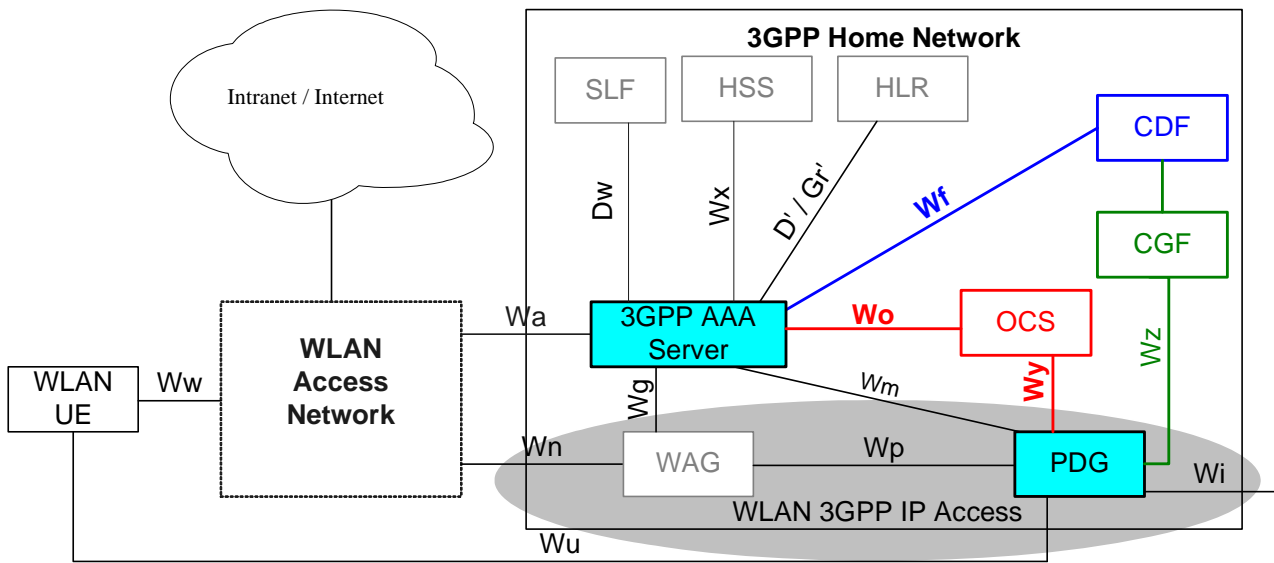 3GPP Home Network
Intranet / Internet
SLF
HSS
HLR
CDF
Dw
Wx
D' / Gr'
Wf
CGF
Wa
3GPP AAA
Server
Wo
OCS
Wz
WLAN
Access
Network
WLAN
UE
Ww
Wg
Wm
Wy
Wn
WAG
Wp
PDG
Wi
WLAN 3GPP IP Access
Wu